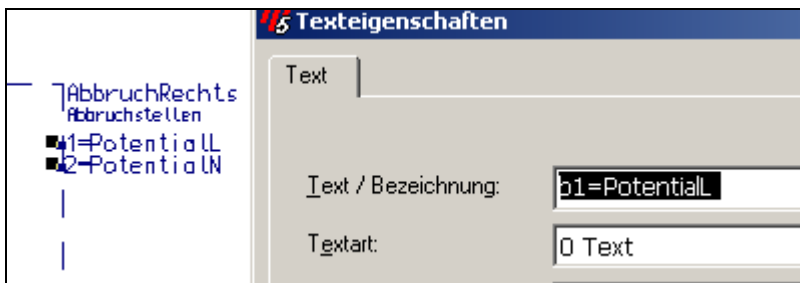 Texteigenschaften
Text
AbbruchRechts
Abbruchstellen
1=PotentialL
2=PotentialN
Text / Bezeichnung:
b1=PotentialL
Textart:
0 Text